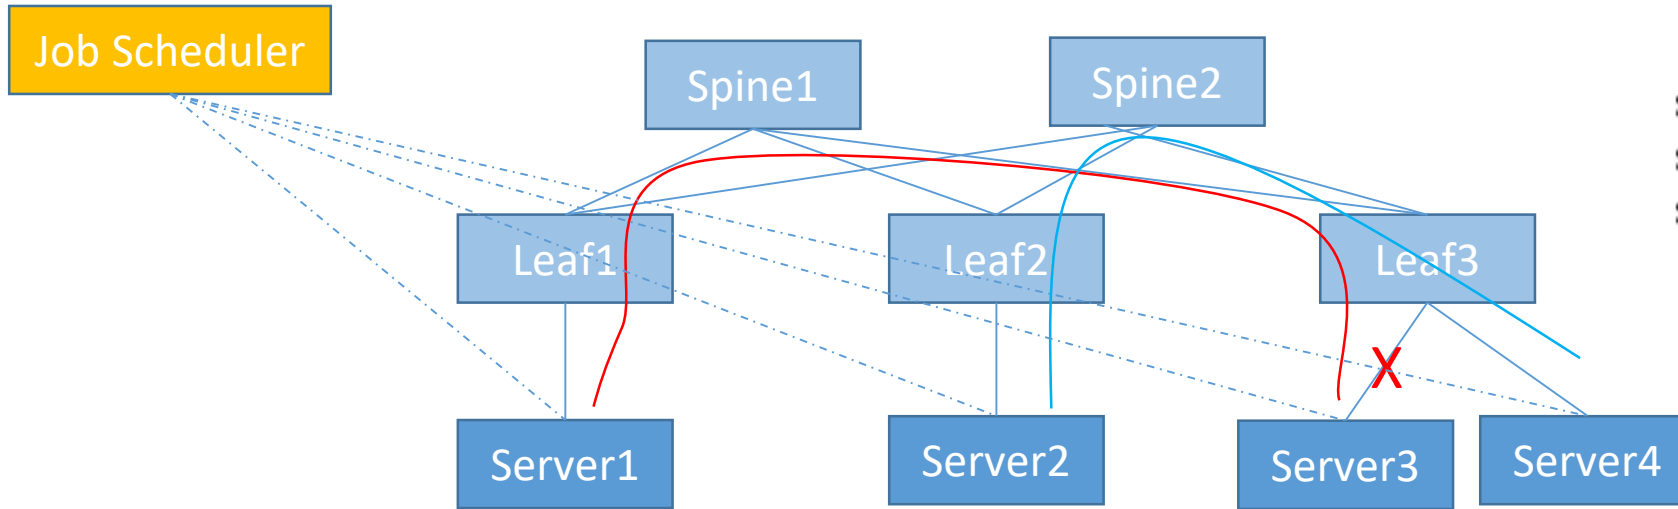 Job Scheduler
Spine1
Spine2
Leaf1
Leaf2
Leaf3
X
Server1
Server2
Server3
Server4